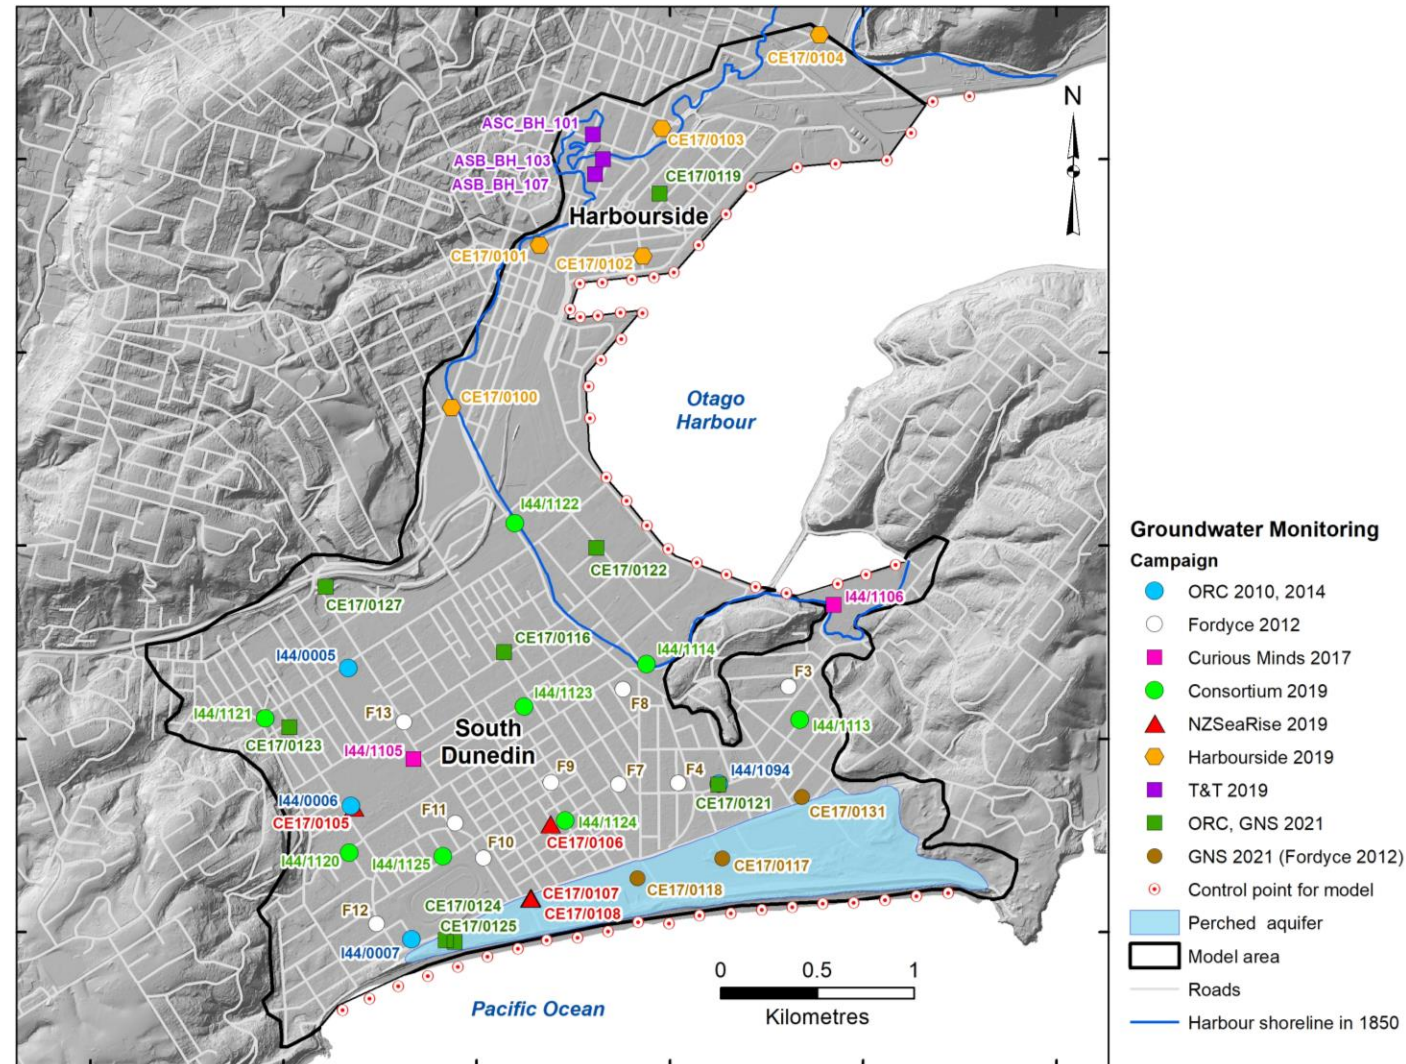 CE17/0104
N
ASC_BH_101
CE17/0103
ASB_BH_103
CE17/0119
ASB_BH_107
Harbourside
CE17/0101
CE17/0102
CE17/0100
Otago
Harbour
I44/1122
CE17/0122
CE17/0127
I44/1106
CE17/0116
I44/1114
I44/0005
F3
I44/1123
F8
I44/1121
F13
I44/1113
CE17/0123
South
Dunedin
I44/1105
F9
F7
F4
I44/1094
CE17/0121
I44/0006
CE17/0105
F11
I44/1124
CE17/0131
CE17/0106
I44/1120
I44/1125
F10
CE17/0117
CE17/0118
CE17/0107
CE17/0108
CE17/0124
CE17/0125
F12
I44/0007
0 0.5 1
Kilometres
Pacific Ocean
Groundwater Monitoring
Campaign
ORC 2010, 2014
Fordyce 2012
Curious Minds 2017
Consortium 2019
NZSeaRise 2019
Harbourside 2019
T&T 2019
ORC, GNS 2021
GNS 2021 (Fordyce 2012)
Control point for model
Perched aquifer
Model area
Roads
Harbour shoreline in 1850